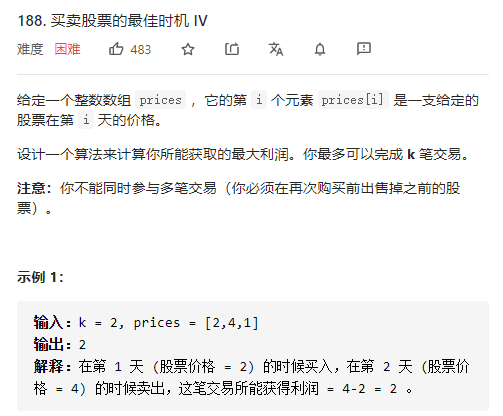 188. 买卖股票的最佳时机 IV
难度 困难 483
给定一个整数数组 prices ，它的第 i 个元素 prices[i] 是一支给定的
股票在第 i 天的价格。
设计一个算法来计算你所能获取的最大利润。你最多可以完成 k 笔交易。
注意：你不能同时参与多笔交易（你必须在再次购买前出售掉之前的股
票）。
示例 1：
输入：k = 2, prices = [2,4,1]
输出：2
解释：在第 1 天 (股票价格 = 2) 的时候买入，在第 2 天 (股票价
格 = 4) 的时候卖出，这笔交易所能获得利润 = 4-2 = 2 。